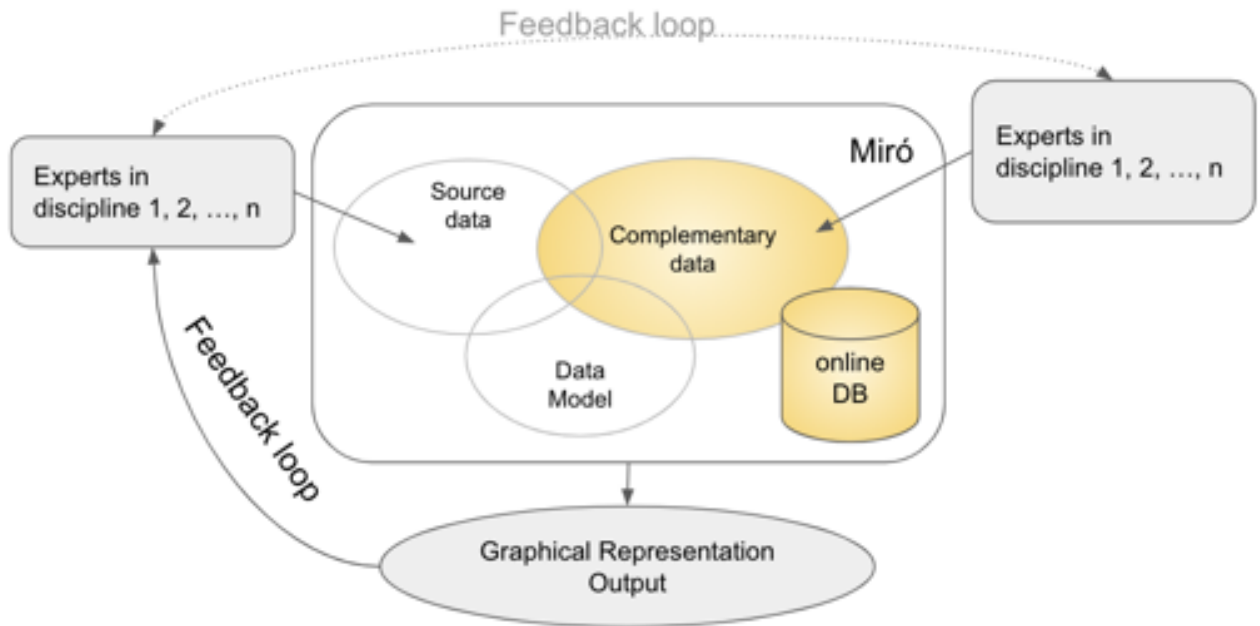 Feedback loop
Experts in
discipline 1, 2, ..., n
Miró
Experts in
discipline 1, 2, ..., n
Source
data
Complementary
data
Data
Model
online
DB
Feedback loop
Graphical Representation
Output